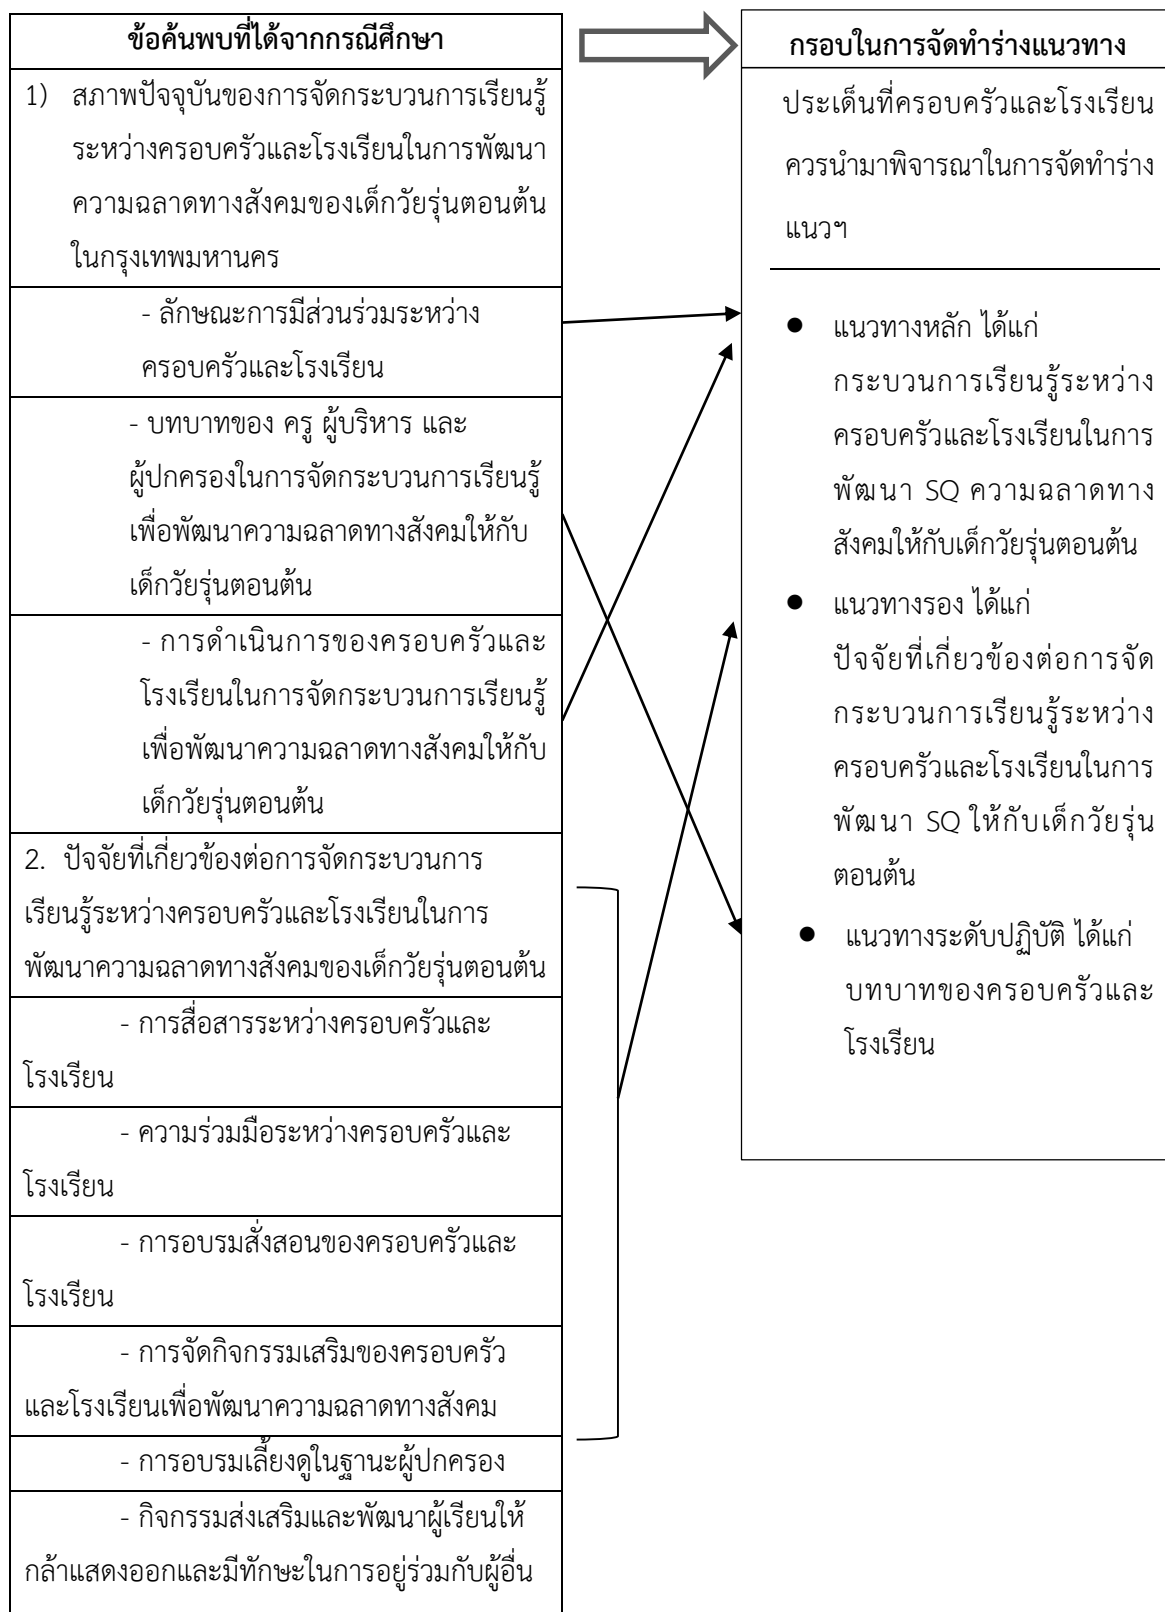 ข้อค้นพบที่ได้จากกรณีศึกษา
1) สภาพปัจจุบันของการจัดกระบวนการเรียนรู้
ระหว่างครอบครัวและโรงเรียนในการพัฒนา
ความฉลาดทางสังคมของเด็กวัยรุ่นตอนต้น
ในกรุงเทพมหานคร
- ลักษณะการมีส่วนร่วมระหว่าง
ครอบครัวและโรงเรียน
- บทบาทของ ครู ผู้บริหาร และ
ผู้ปกครองในการจัดกระบวนการเรียนรู้
เพื่อพัฒนาความฉลาดทางสังคมให้กับ
เด็กวัยรุ่นตอนต้น
- การดำเนินการของครอบครัวและ
โรงเรียนในการจัดกระบวนการเรียนรู้
เพื่อพัฒนาความฉลาดทางสังคมให้กับ
เด็กวัยรุ่นตอนต้น
2. ปัจจัยที่เกี่ยวข้องต่อการจัดกระบวนการ
เรียนรู้ระหว่างครอบครัวและโรงเรียนในการ
พัฒนาความฉลาดทางสังคมของเด็กวัยรุ่นตอนต้น
- การสื่อสารระหว่างครอบครัวและ
โรงเรียน
- ความร่วมมือระหว่างครอบครัวและ
โรงเรียน
- การอบรมสั่งสอนของครอบครัวและ
โรงเรียน
- การจัดกิจกรรมเสริมของครอบครัว
และโรงเรียนเพื่อพัฒนาความฉลาดทางสังคม
- การอบรมเลี้ยงดูในฐานะผู้ปกครอง
- กิจกรรมส่งเสริมและพัฒนาผู้เรียนให้
กล้าแสดงออกและมีทักษะในการอยู่ร่วมกับผู้อื่น
กรอบในการจัดทำร่างแนวทาง
ประเด็นที่ครอบครัวและโรงเรียน
ควรนำมาพิจารณาในการจัดทำร่าง
แนวฯ
● แนวทางหลัก ได้แก่
กระบวนการเรียนรู้ระหว่าง
ครอบครัวและโรงเรียนในการ
พัฒนา SQ ความฉลาดทาง
สังคมให้กับเด็กวัยรุ่นตอนต้น
● แนวทางรอง ได้แก่
ปัจจัยที่เกี่ยวข้องต่อการจัด
กระบวนการเรียนรู้ระหว่าง
ครอบครัวและโรงเรียนในการ
พัฒนา SQ ให้กับเด็กวัยรุ่น
ตอนต้น
● แนวทางระดับปฏิบัติ ได้แก่
บทบาทของครอบครัวและ
โรงเรียน